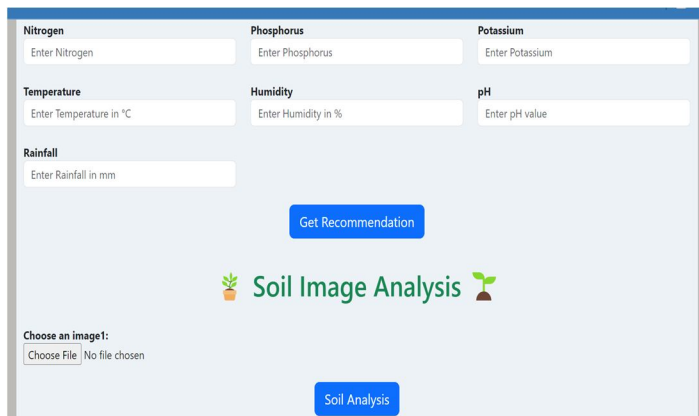 Nitrogen Phosphorus Potassium
Enter Nitrogen Enter Phosphorus Enter Potassium
Temperature Humidity pH
Enter Temperature in °C Enter Humidity in % Enter pH value
Rainfall
Enter Rainfall in mm
Get Recommendation
Soil Image Analysis
Choose an image1:
Choose File No file chosen
Soil Analysis